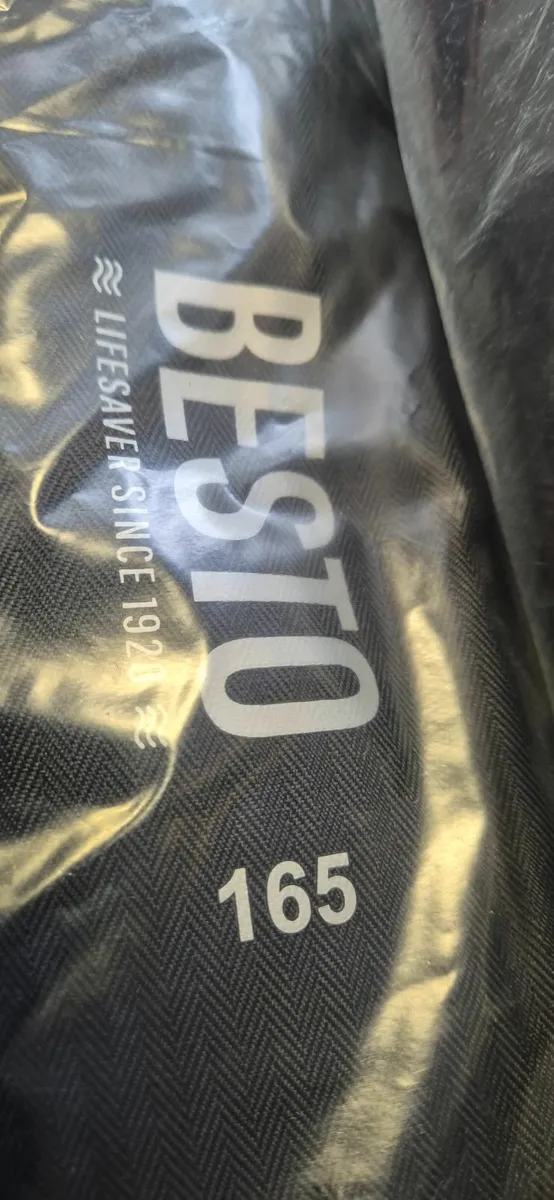 BESTO
≈ LIFESAVER SINCE 1920 ≈
165